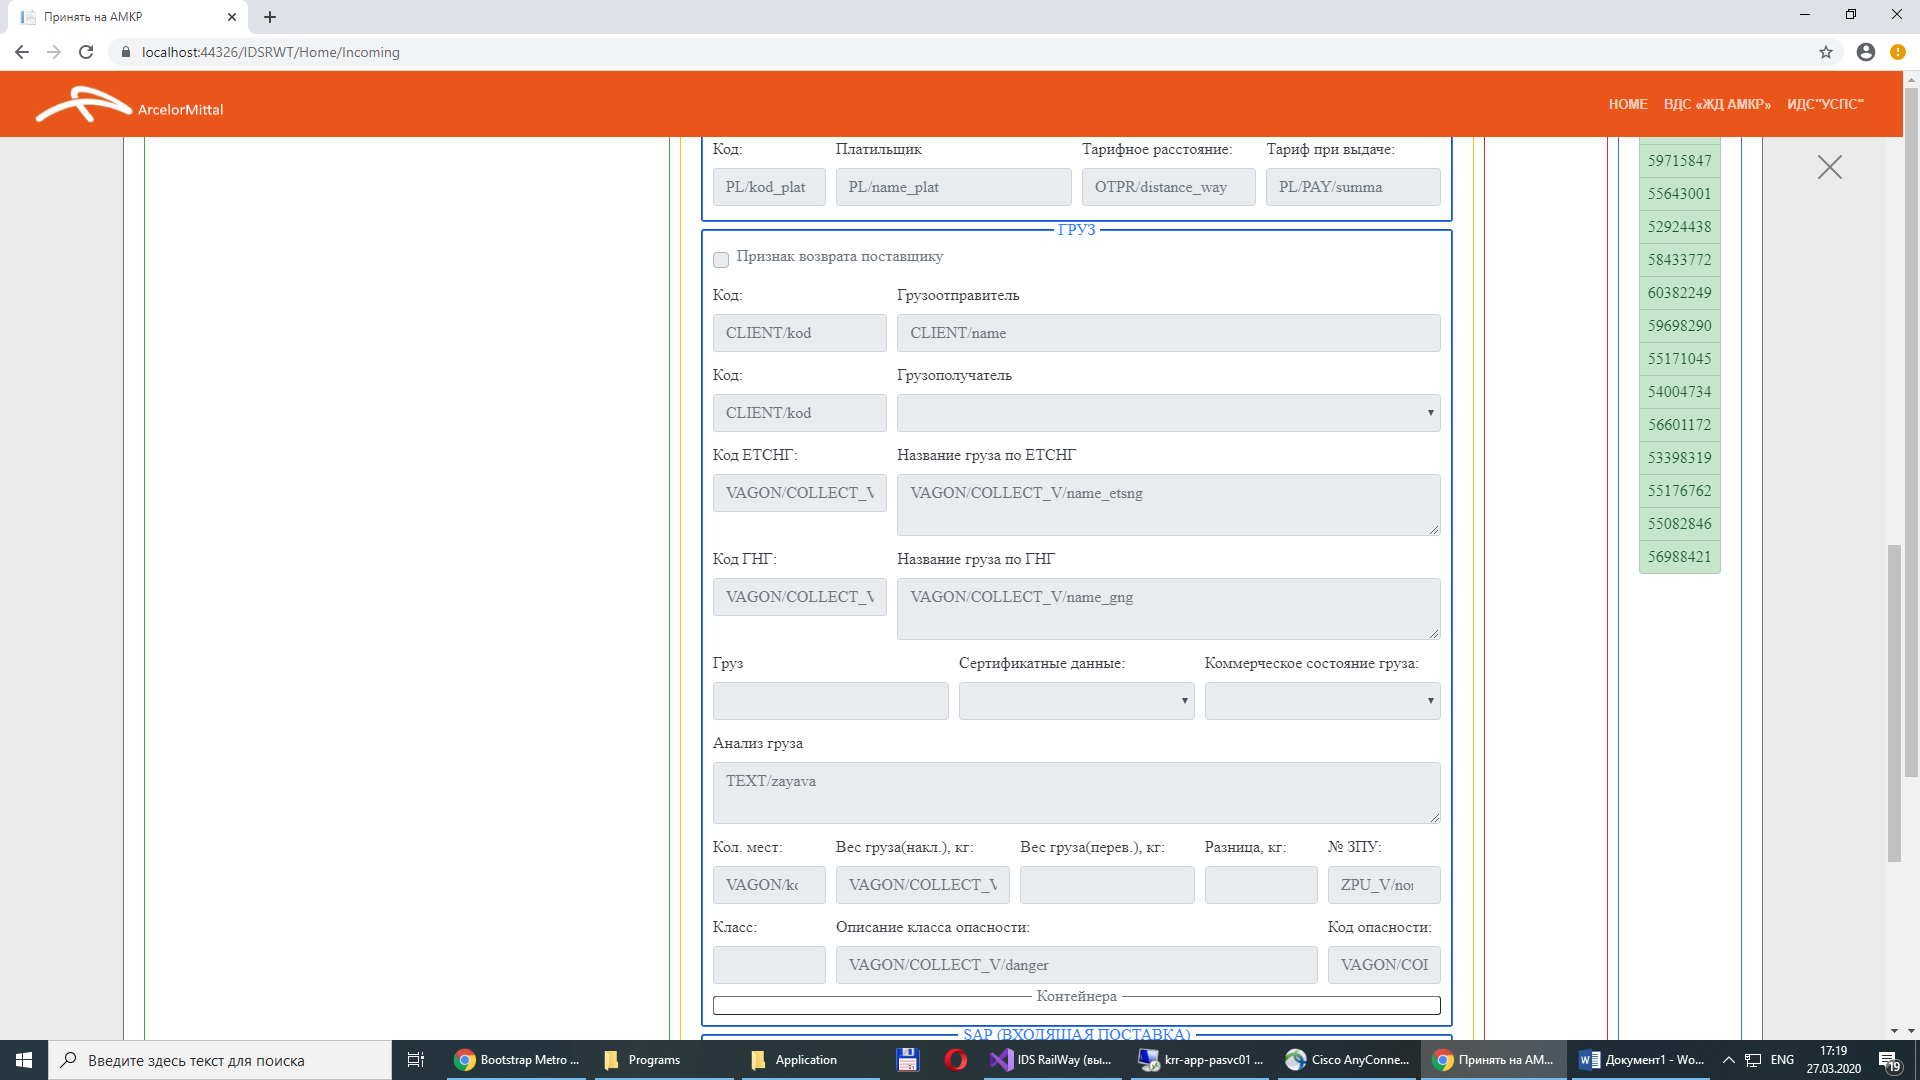 Принять на АМКР
localhost:44326/IDSRWT/Home/Incoming
ArcelorMittal
HOME ВДС «ЖД АМКР» ИДС"УСПС"
Код: Платильщик Тарифное расстояние: Тариф при выдаче:
PL/kod_plat PL/name_plat OTPR/distance_way PL/PAY/summa
ГРУЗ
Признак возврата поставщику
Код: Грузоотправитель
CLIENT/kod CLIENT/name
Код: Грузополучатель
CLIENT/kod
Код ЕТСНГ: Название груза по ЕТСНГ
VAGON/COLLECT_V VAGON/COLLECT_V/name_etsng
Код ГНГ: Название груза по ГНГ
VAGON/COLLECT_V VAGON/COLLECT_V/name_gng
Груз Сертификатные данные: Коммерческое состояние груза:
Анализ груза
TEXT/zayava
Кол. мест: Вес груза(накл.), кг: Вес груза(перев.), кг: Разница, кг: № ЗПУ:
VAGON/ko VAGON/COLLECT_V ZPU_V/no
Класс: Описание класса опасности: Код опасности:
VAGON/COLLECT_V/danger VAGON/COL
Контейнера
SAP (ВХОДЯЩАЯ ПОСТАВКА)
59715847
55643001
52924438
58433772
60382249
59698290
55171045
54004734
56601172
53398319
55176762
55082846
56988421
Введите здесь текст для поиска
Bootstrap Metro ... Programs Application IDS RailWay (вы... krr-app-pasvc01 ... Cisco AnyConne... Принять на АМ... Документ1 - Wo... ENG
17:19
27.03.2020
19